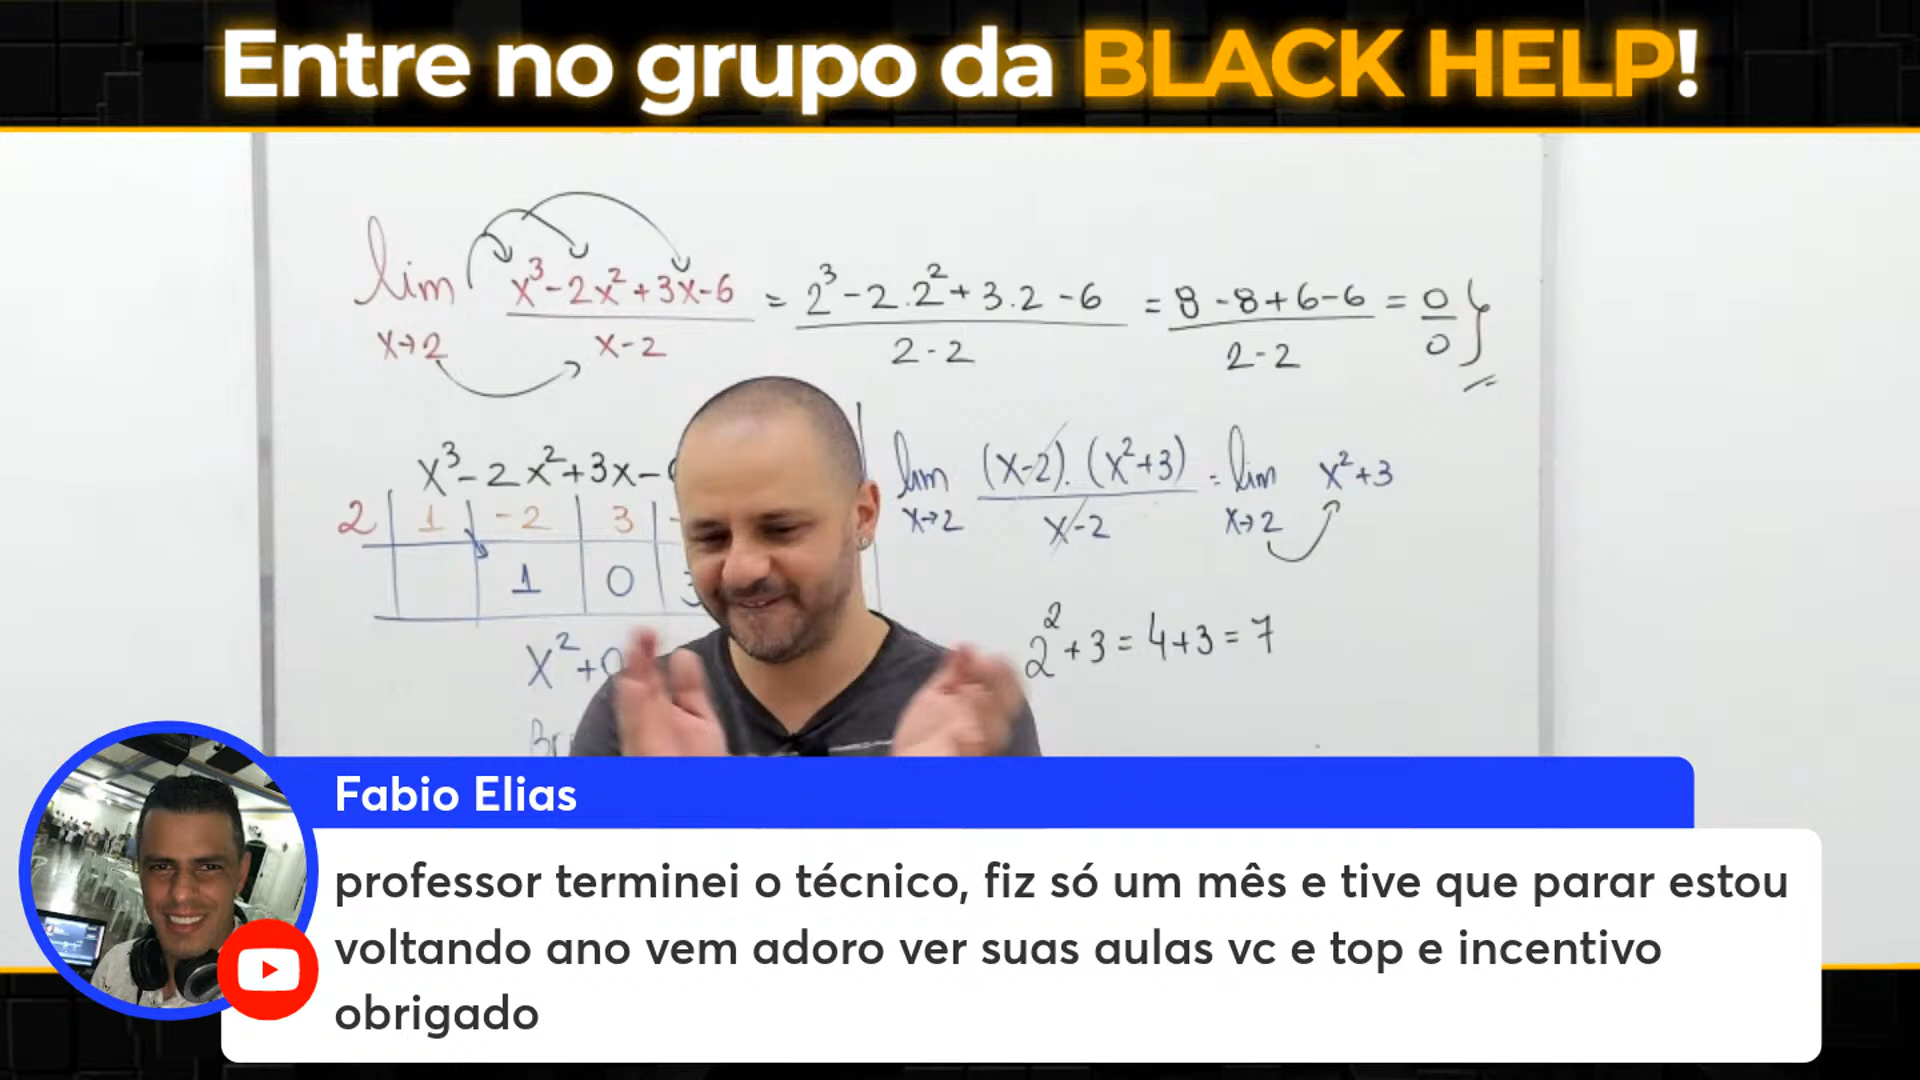 Entre no grupo da BLACK HELP!
lim x³-2x²+3x-6 = 2³-2.2²+3.2-6 = 8-8+6-6 = 0 }
x→2 x-2 2-2 2-2 0
x³-2x²+3x-
2 1 -2 3
1 0
x²+0
lim (x-2).(x²+3) = lim x²+3
x→2 x-2 x→2
2²+3=4+3=7
Fabio Elias
professor terminei o técnico, fiz só um mês e tive que parar estou
voltando ano vem adoro ver suas aulas vc e top e incentivo
obrigado